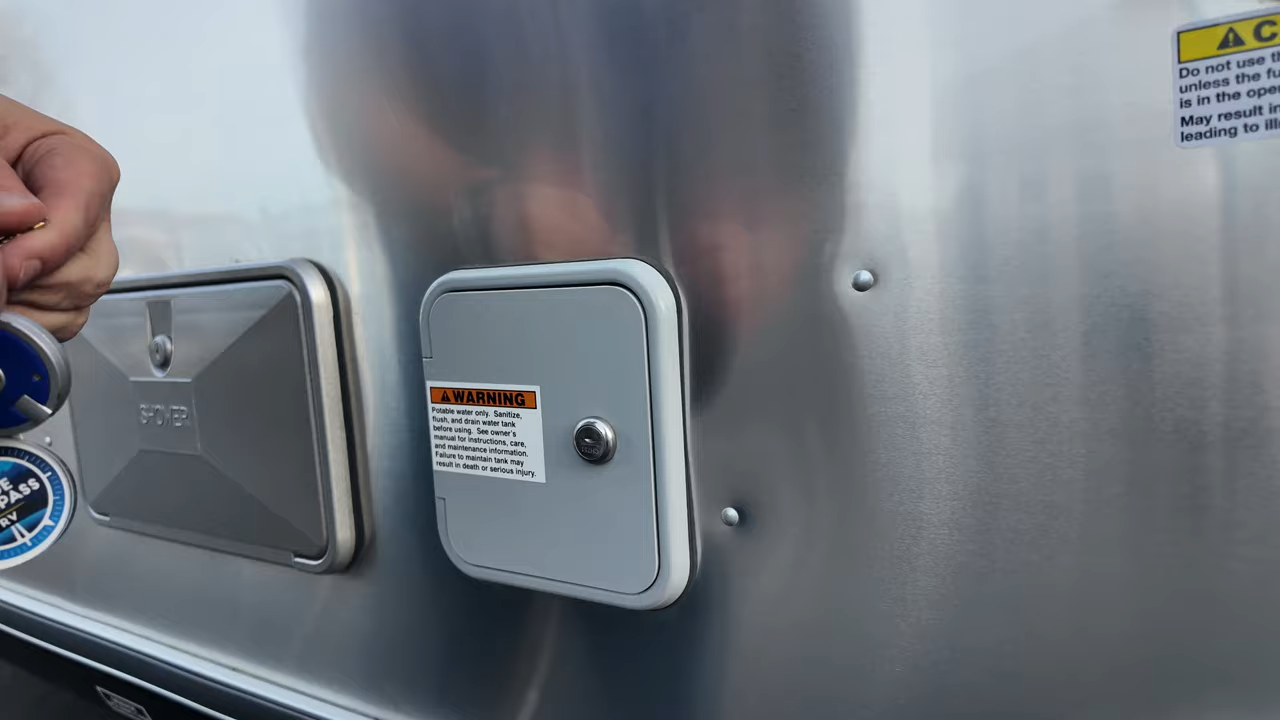 SHOWER
WARNING
Potable water only. Sanitize,
flush, and drain water tank
before using. See owner's
manual for instructions, care,
and maintenance information.
Failure to maintain tank may
result in death or serious injury.
C
Do not use th
unless the fu
is in the ope
May result in
leading to ill
PASS
RV